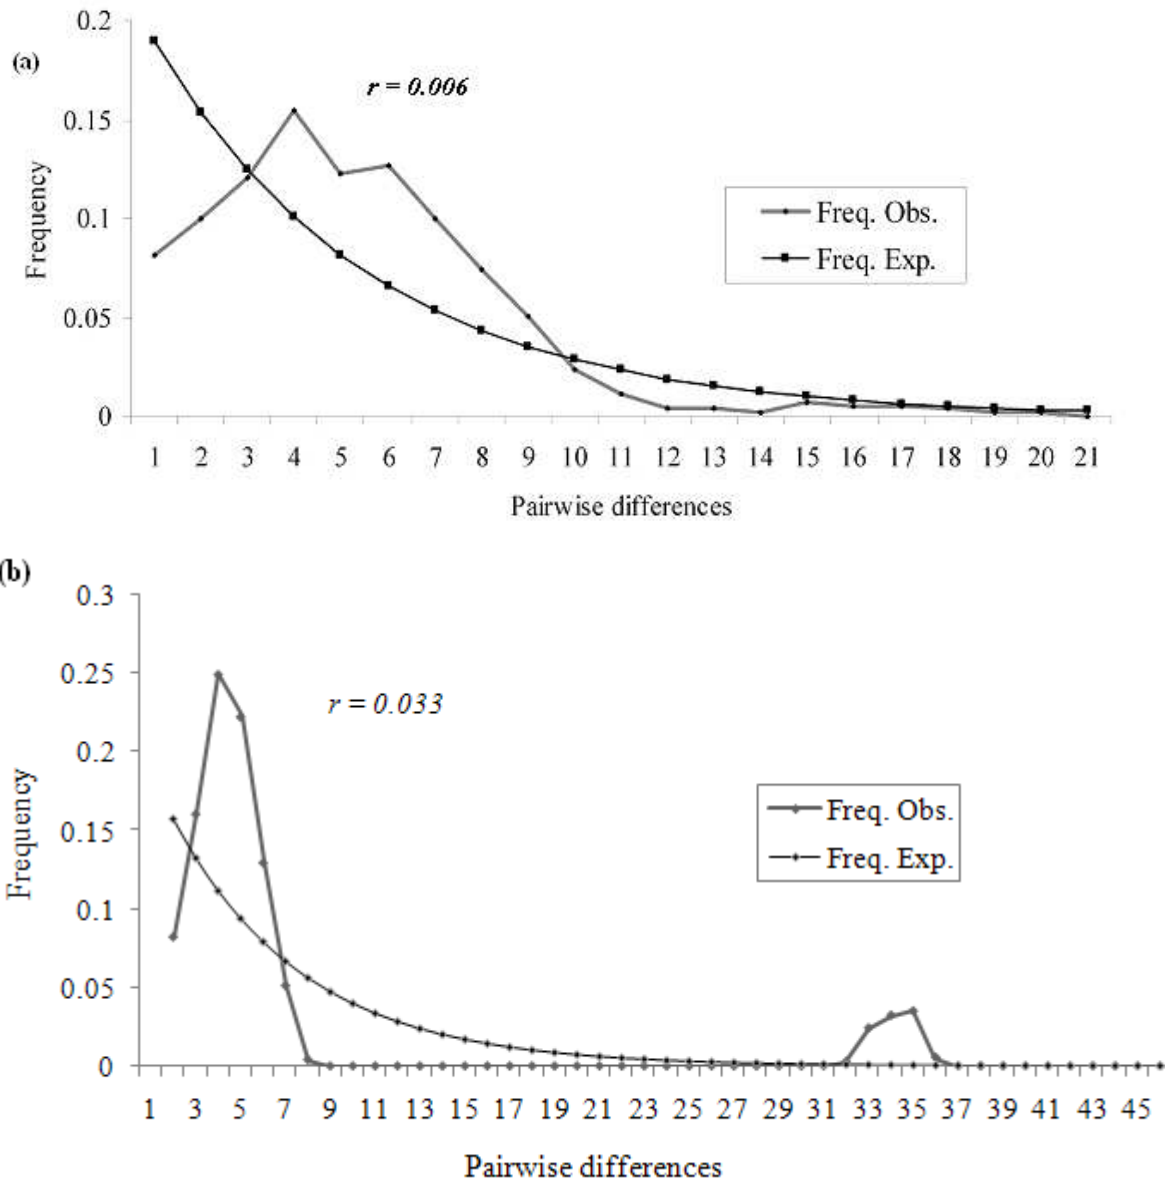 (a)
r = 0.006
Frequency
0.2
0.15
0.1
0.05
0
Freq. Obs.
Freq. Exp.
1 2 3 4 5 6 7 8 9 10 11 12 13 14 15 16 17 18 19 20 21
Pairwise differences
(b)
r = 0.033
Frequency
0.3
0.25
0.2
0.15
0.1
0.05
0
Freq. Obs.
Freq. Exp.
1 3 5 7 9 11 13 15 17 19 21 23 25 27 29 31 33 35 37 39 41 43 45
Pairwise differences